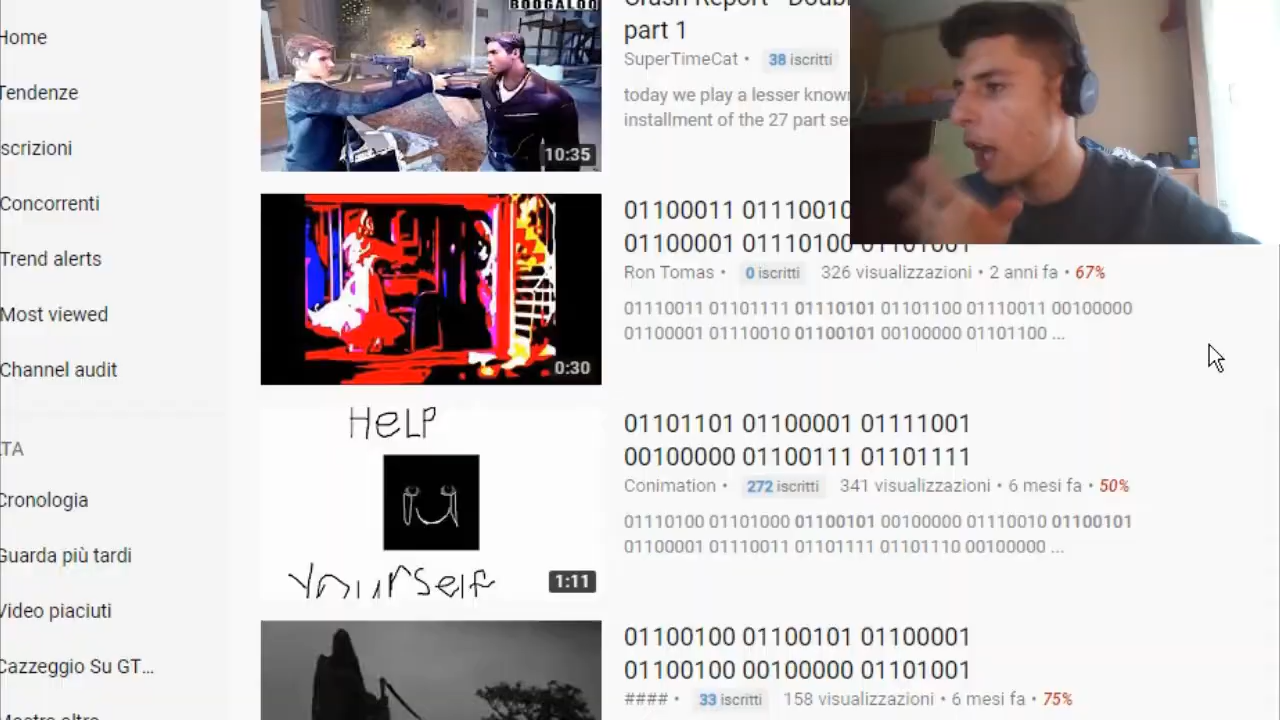 Home
Tendenze
scrizioni
Concorrenti
Trend alerts
Most viewed
Channel audit
TA
Cronologia
Guarda più tardi
Video piaciuti
Cazzeggio Su GT...
BOOGALOO
10:35
Crash Report -
part 1
SuperTimeCat • 38 iscritti
today we play a lesser known
installment of the 27 part
0:30
01100011
01100001 01110100
Ron Tomas • 0 iscritti 326 visualizzazioni • 2 anni fa • 67%
01110011 01101111 01110101 01101100 01110011 00100000
01100001 01110010 01100101 00100000 01101100 ...
HELP
Yourself
1:11
01101101 01100001 01111001
00100000 01100111 01101111
Conimation • 272 iscritti 341 visualizzazioni • 6 mesi fa • 50%
01110100 01101000 01100101 00100000 01110010 01100101
01100001 01110011 01101111 01101110 00100000 ...
01100100 01100101 01100001
01100100 00100000 01101001
#### • 33 iscritti 158 visualizzazioni • 6 mesi fa • 75%